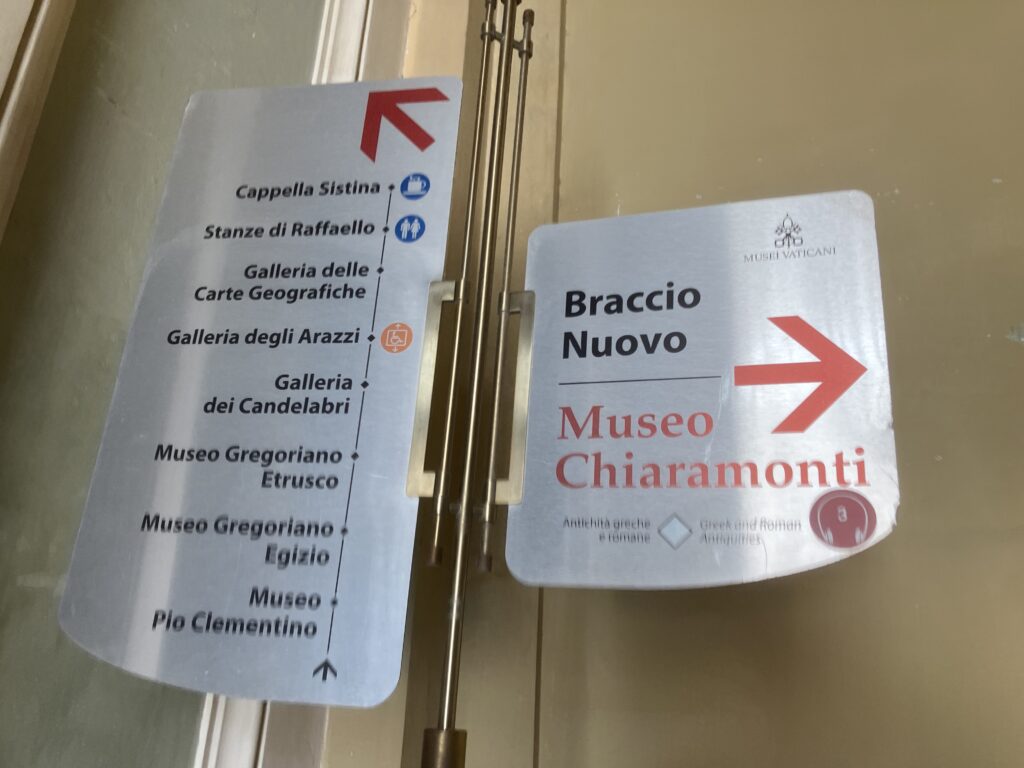 Cappella Sistina
Stanze di Raffaello
Galleria delle
Carte Geografiche
Galleria degli Arazzi
Galleria
dei Candelabri
Museo Gregoriano
Etrusco
Museo Gregoriano
Egizio
Museo
Pio Clementino
MUSEI VATICANI
Braccio
Nuovo
Museo
Chiaramonti
Antichità greche
e romane
Greek and Roman
Antiquities